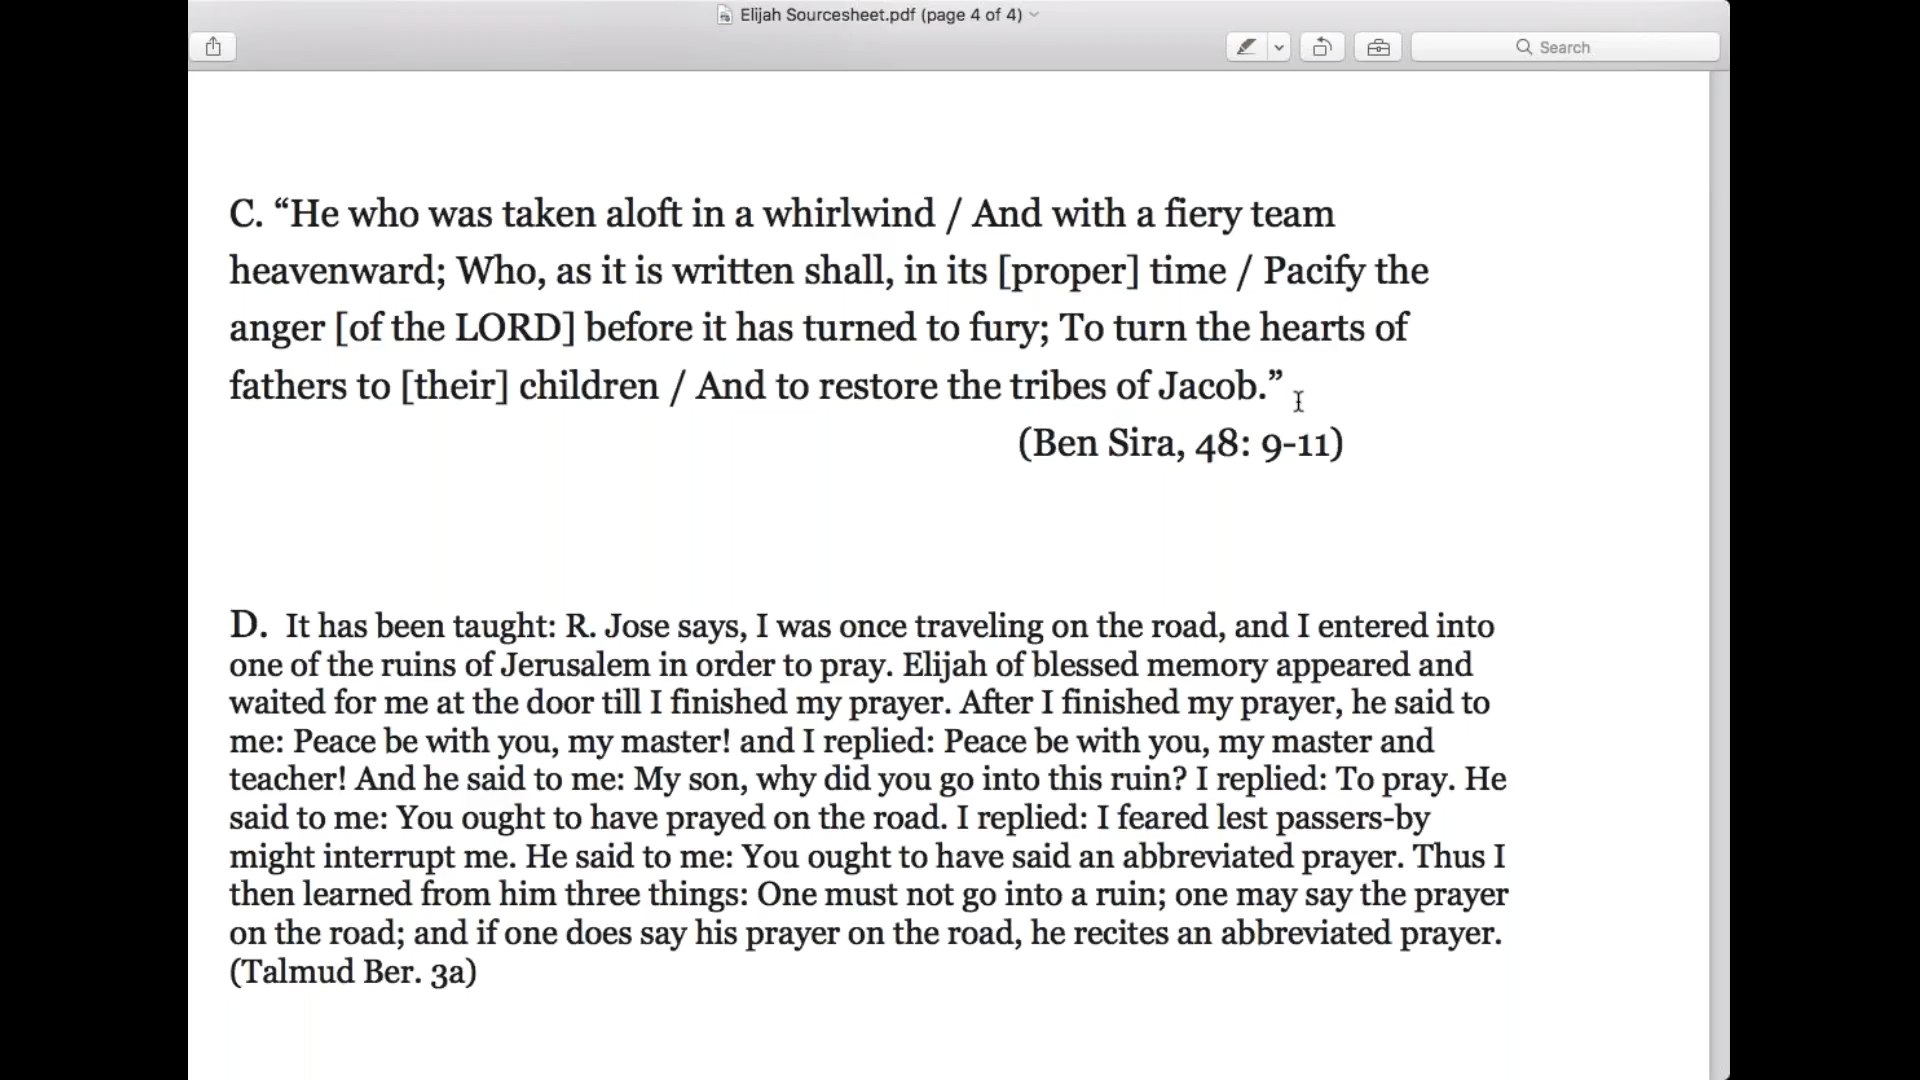 Elijah Sourcesheet.pdf (page 4 of 4)
Search
C. “He who was taken aloft in a whirlwind / And with a fiery team
heavenward; Who, as it is written shall, in its [proper] time / Pacify the
anger [of the LORD] before it has turned to fury; To turn the hearts of
fathers to [their] children / And to restore the tribes of Jacob.”
(Ben Sira, 48: 9-11)
D. It has been taught: R. Jose says, I was once traveling on the road, and I entered into
one of the ruins of Jerusalem in order to pray. Elijah of blessed memory appeared and
waited for me at the door till I finished my prayer. After I finished my prayer, he said to
me: Peace be with you, my master! and I replied: Peace be with you, my master and
teacher! And he said to me: My son, why did you go into this ruin? I replied: To pray. He
said to me: You ought to have prayed on the road. I replied: I feared lest passers-by
might interrupt me. He said to me: You ought to have said an abbreviated prayer. Thus I
then learned from him three things: One must not go into a ruin; one may say the prayer
on the road; and if one does say his prayer on the road, he recites an abbreviated prayer.
(Talmud Ber. 3a)